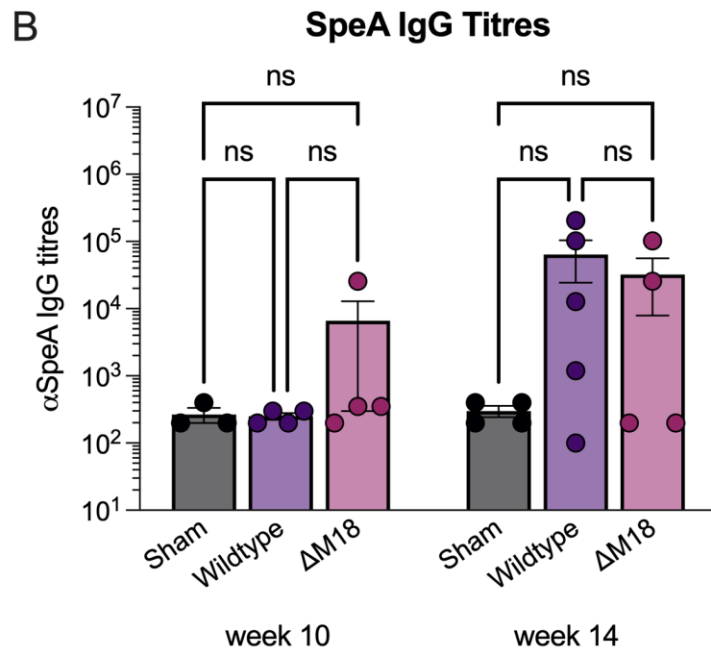 B
SpeA IgG Titres
ns ns
ns ns ns ns
αSpeA IgG titres
10⁷
10⁶
10⁵
10⁴
10³
10²
10¹
Sham Wildtype ΔM18 Sham Wildtype ΔM18
week 10 week 14